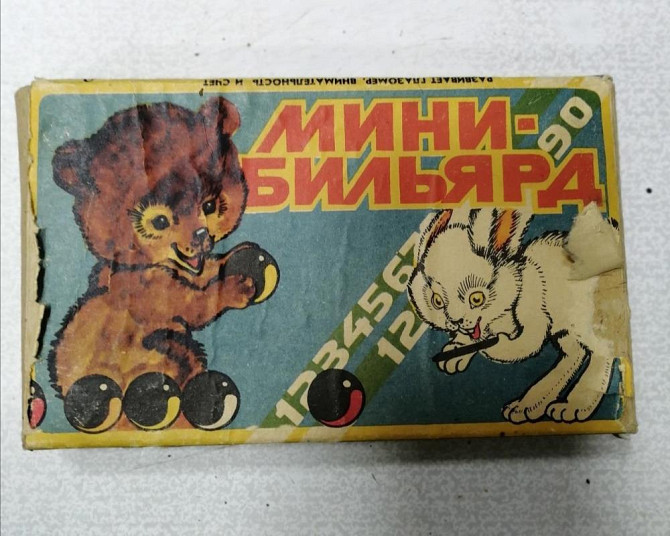 РАЗВИВАЕТ ГЛАЗОМЕР, ВНИМАТЕЛЬНОСТЬ И СЧЕТ
МИНИ-
БИЛЬЯРД
90
1234567
12